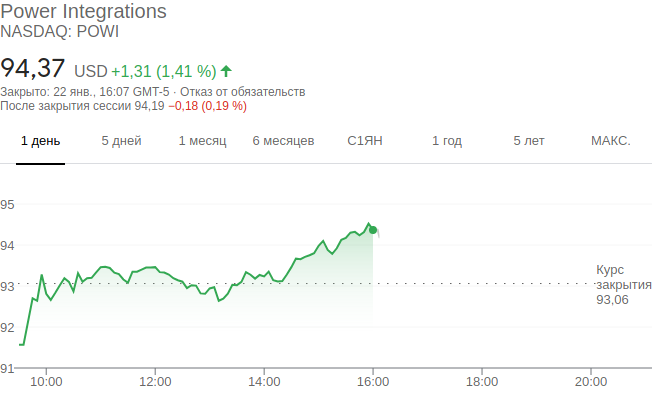 Power Integrations
NASDAQ: POWI
94,37 USD +1,31 (1,41 %)
Закрыто: 22 янв., 16:07 GMT-5 · Отказ от обязательств
После закрытия сессии 94,19 −0,18 (0,19 %)
1 день 5 дней 1 месяц 6 месяцев С1ЯН 1 год 5 лет МАКС.
95
94
93
92
91
Курс
закрытия
93,06
10:00 12:00 14:00 16:00 18:00 20:00